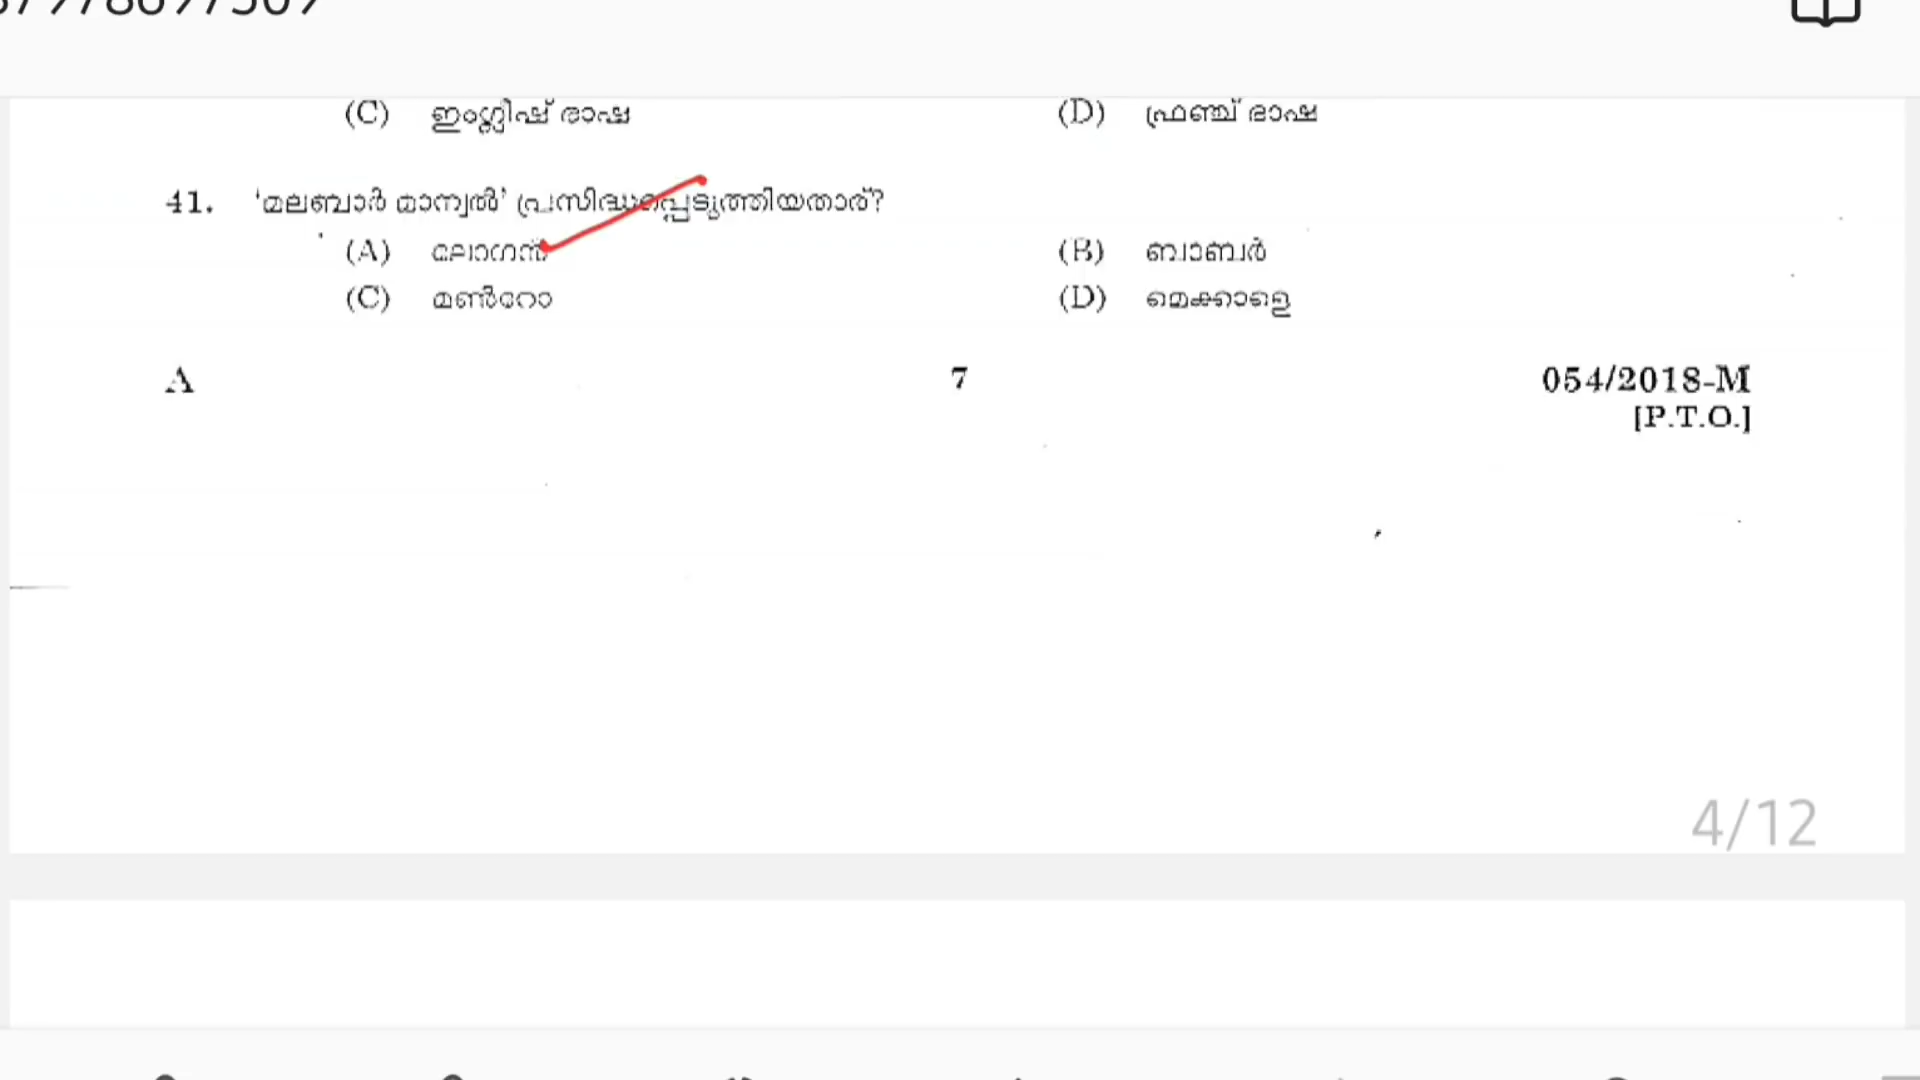 (C) ഇംഗ്ലീഷ് ഭാഷ (D) ഫ്രഞ്ച് ഭാഷ
41. ‘മലബാർ മാന്വൽ’ പ്രസിദ്ധപ്പെടുത്തിയതാര്?
(A) ലോഗൻ (B) ബാബർ
(C) മൺറോ (D) മെക്കാളെ
A 7 054/2018-M
[P.T.O.]
4/12